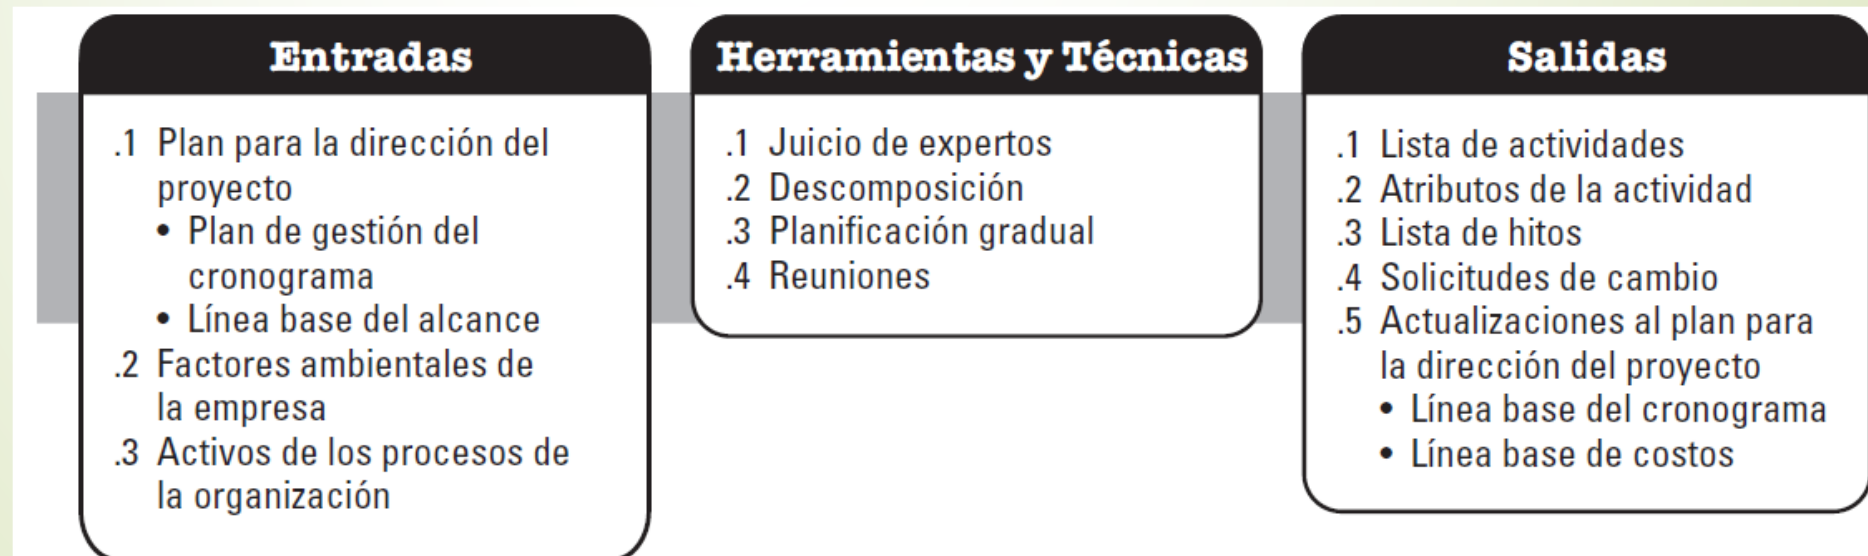 Entradas
.1 Plan para la dirección del
proyecto
• Plan de gestión del
cronograma
• Línea base del alcance
.2 Factores ambientales de
la empresa
.3 Activos de los procesos de
la organización
Herramientas y Técnicas
.1 Juicio de expertos
.2 Descomposición
.3 Planificación gradual
.4 Reuniones
Salidas
.1 Lista de actividades
.2 Atributos de la actividad
.3 Lista de hitos
.4 Solicitudes de cambio
.5 Actualizaciones al plan para
la dirección del proyecto
• Línea base del cronograma
• Línea base de costos